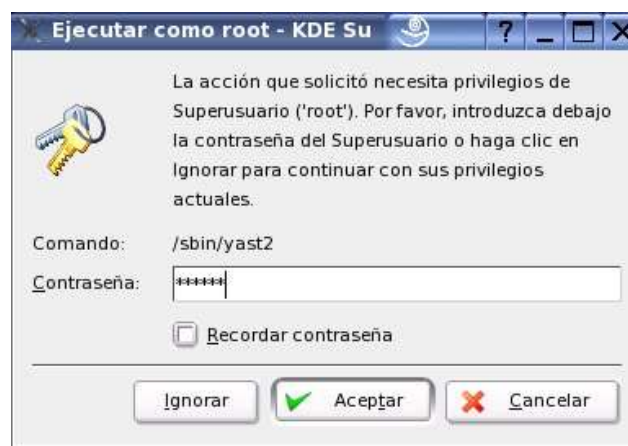 Ejecutar como root - KDE Su
?
La acción que solicitó necesita privilegios de
Superusuario ('root'). Por favor, introduzca debajo
la contraseña del Superusuario o haga clic en
Ignorar para continuar con sus privilegios
actuales.
Comando: /sbin/yast2
Contraseña: ******
Recordar contraseña
Ignorar Aceptar Cancelar